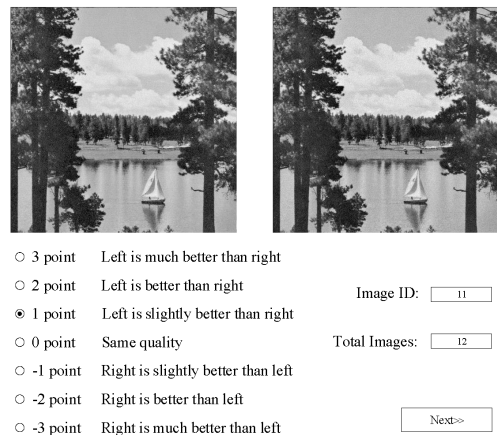 3 point Left is much better than right
2 point Left is better than right
1 point Left is slightly better than right
0 point Same quality
-1 point Right is slightly better than left
-2 point Right is better than left
-3 point Right is much better than left
Image ID: 11
Total Images: 12
Next>>